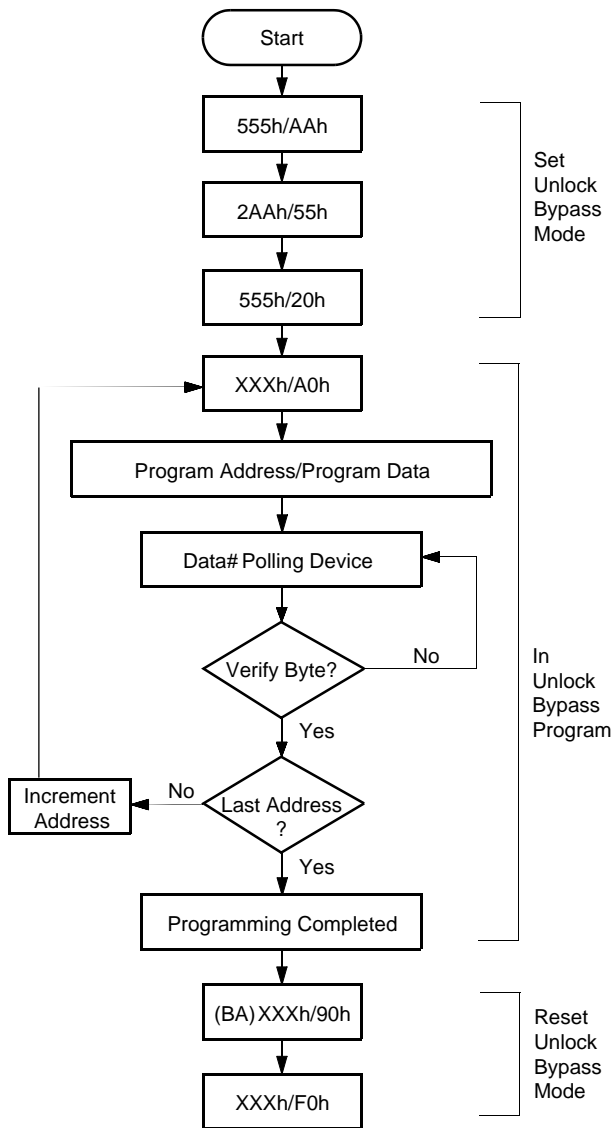 Start
555h/AAh
2AAh/55h
555h/20h
Set
Unlock
Bypass
Mode
XXXh/A0h
Program Address/Program Data
Data# Polling Device
Verify Byte?
No
Yes
In
Unlock
Bypass
Program
Increment
Address
No
Last Address
?
Yes
Programming Completed
(BA) XXXh/90h
XXXh/F0h
Reset
Unlock
Bypass
Mode